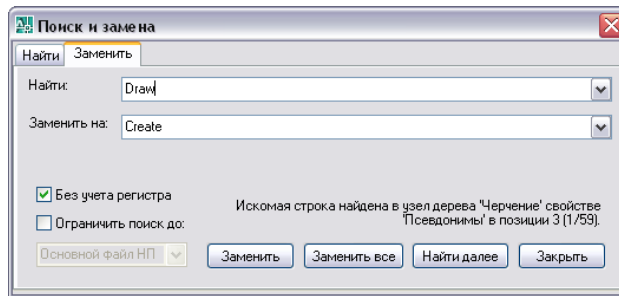 Поиск и замена
Найти Заменить
Найти: Draw
Заменить на: Create
Без учета регистра
Искомая строка найдена в узел дерева 'Черчение' свойстве
'Псевдонимы' в позиции 3 (1/59).
Ограничить поиск до:
Основной файл НП Заменить Заменить все Найти далее Закрыть